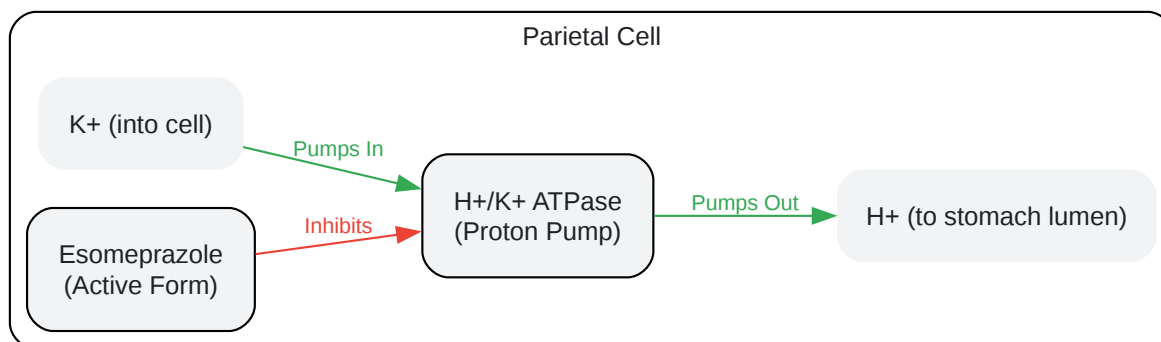 Parietal Cell
K+ (into cell)
Pumps In
Esomeprazole
(Active Form)
Inhibits
H+/K+ ATPase
(Proton Pump)
Pumps Out
H+ (to stomach lumen)